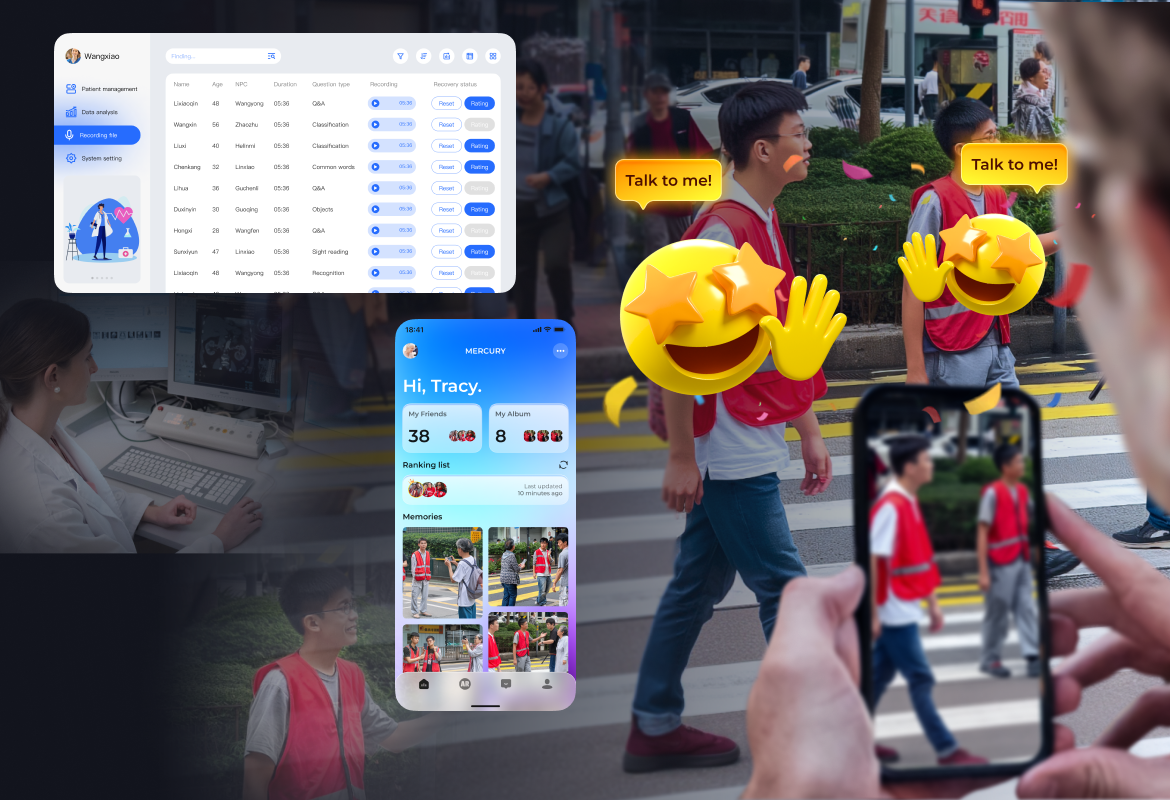 Wangxiao
Patient management
Data analysis
Recording file
System setting
Finding...
Name Age NPC Duration Question type Recording Recovery status
Lixiaoqin 48 Wangyong 05:36 Q&A 05:36 Reset Rating
Wangxin 56 Zhaozhu 05:36 Classification 05:36 Reset Rating
Liuxi 40 Helinmi 05:36 Classification 05:36 Reset Rating
Chenkang 32 Linxiao 05:36 Common words 05:36 Reset Rating
Lihua 36 Guchenli 05:36 Q&A 05:36 Reset Rating
Duxinyin 30 Guoqing 05:36 Objects 05:36 Reset Rating
Hongxi 28 Wangfen 05:36 Q&A 05:36 Reset Rating
Sunxiyun 47 Linxiao 05:36 Sight reading 05:36 Reset Rating
Lixiaoqin 48 Wangyong 05:36 Recognition 05:36 Reset Rating
Talk to me!
Talk to me!
18:41
MERCURY
Hi, Tracy.
My Friends
38
My Album
8
Ranking list
Last updated
10 minutes ago
Memories
AR